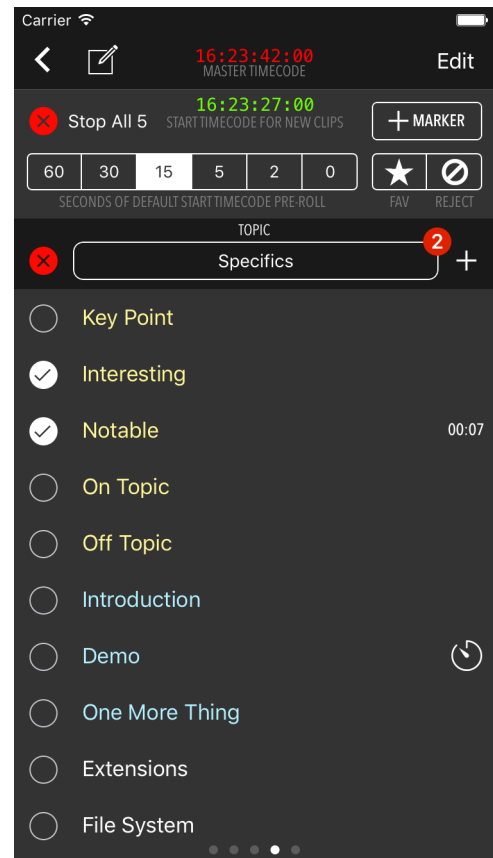 Carrier
16:23:42:00
MASTER TIMECODE
Edit
16:23:27:00
Stop All 5
START TIMECODE FOR NEW CLIPS
MARKER
60 30 15 5 2 0
SECONDS OF DEFAULT START TIMECODE PRE-ROLL
FAV REJECT
TOPIC
2
Specifics
Key Point
Interesting
Notable 00:07
On Topic
Off Topic
Introduction
Demo
One More Thing
Extensions
File System